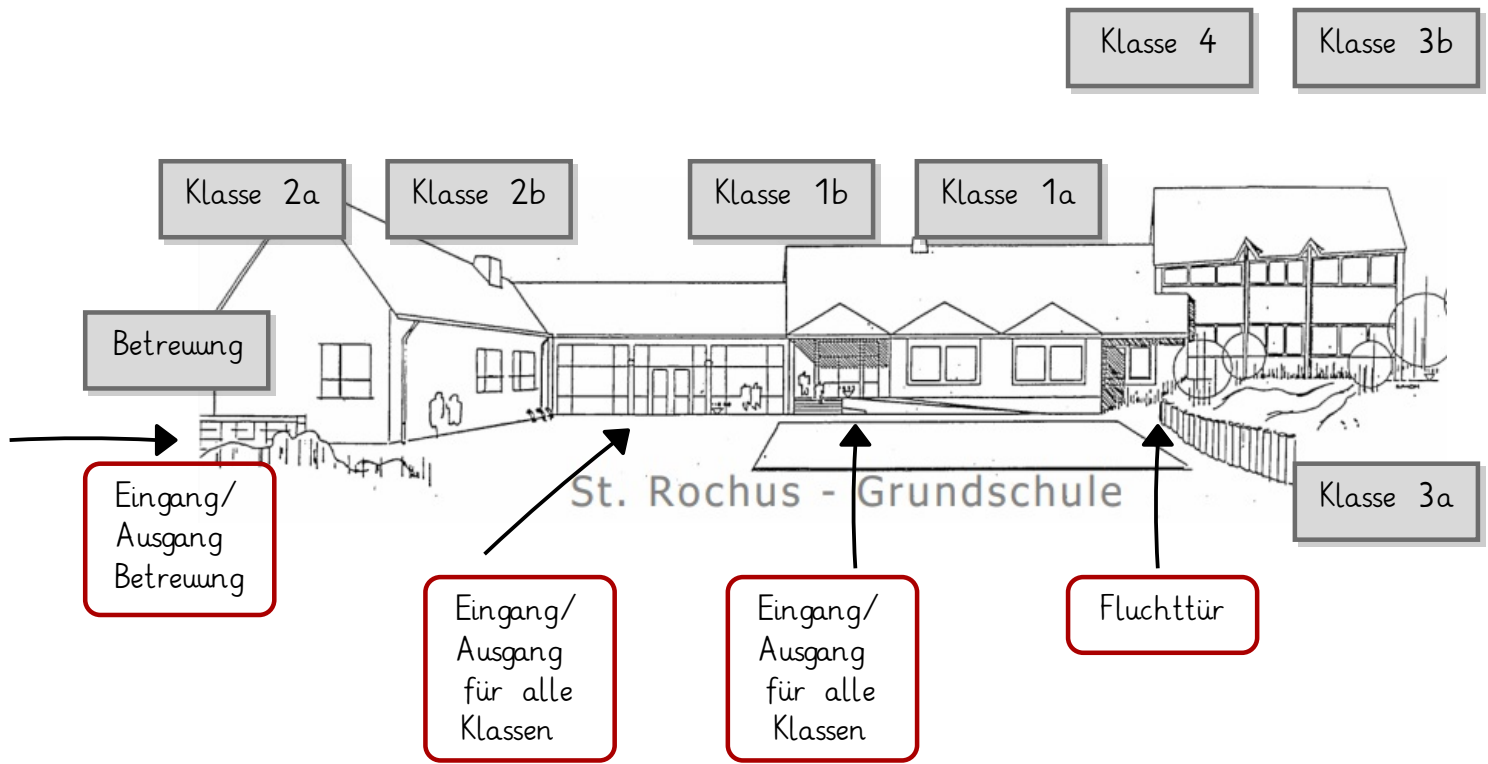 Klasse 4
Klasse 3b
Klasse 2a
Klasse 2b
Klasse 1b
Klasse 1a
Betreuung
St. Rochus - Grundschule
Klasse 3a
Eingang/
Ausgang
Betreuung
Eingang/
Ausgang
für alle
Klassen
Eingang/
Ausgang
für alle
Klassen
Fluchttür